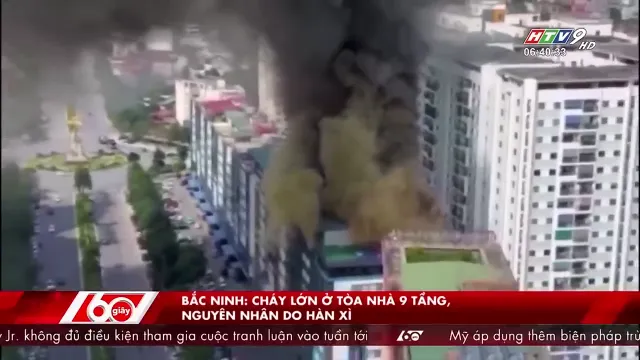 HTV9 HD
06:40:33
60 giây
BẮC NINH: CHÁY LỚN Ở TÒA NHÀ 9 TẦNG,
NGUYÊN NHÂN DO HÀN XÌ
y Jr. không đủ điều kiện tham gia cuộc tranh luận vào tuần tới 60 giây Mỹ áp dụng thêm biện pháp trừ